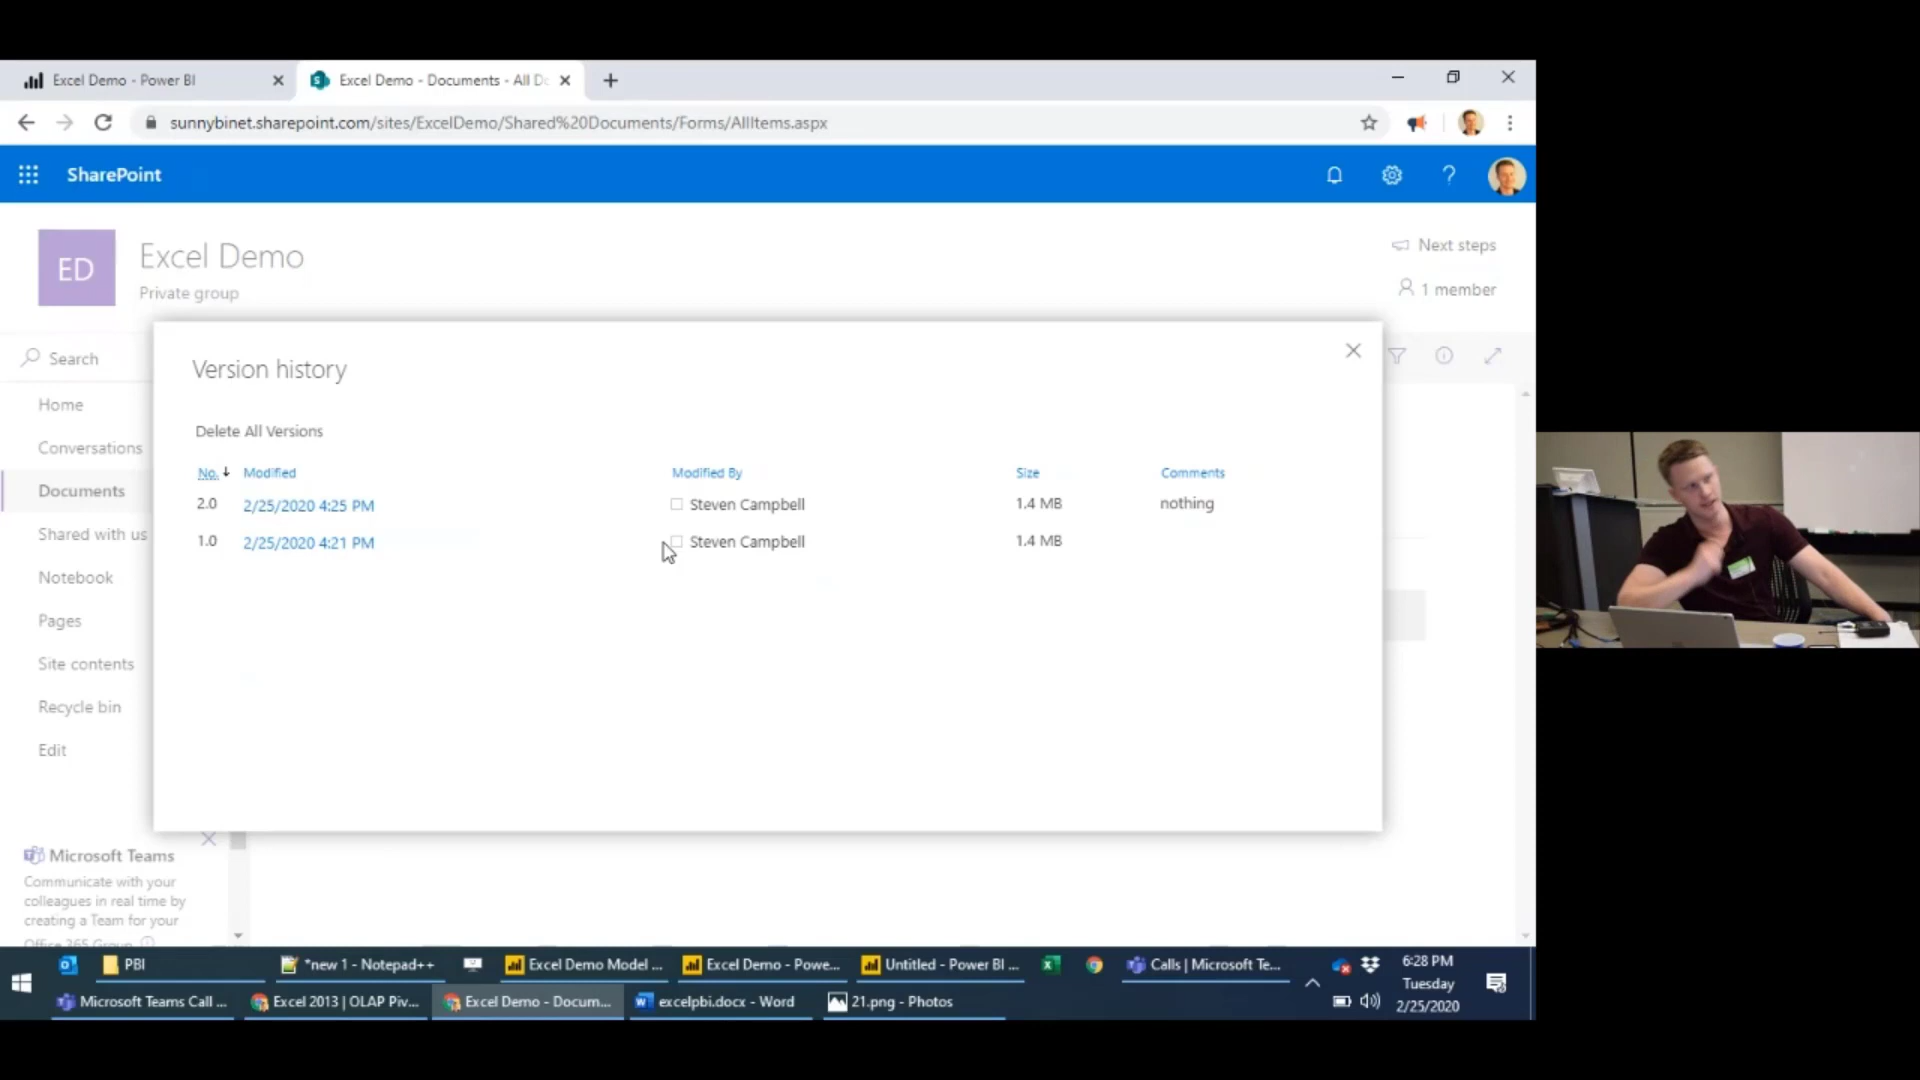 Excel Demo - Power BI
Excel Demo - Documents - All Do
sunnybinet.sharepoint.com/sites/ExcelDemo/Shared%20Documents/Forms/AllItems.aspx
SharePoint
ED
Excel Demo
Private group
Next steps
1 member
Search
Home
Conversations
Documents
Shared with us
Notebook
Pages
Site contents
Recycle bin
Edit
Version history
Delete All Versions
No. Modified Modified By Size Comments
2.0 2/25/2020 4:25 PM Steven Campbell 1.4 MB nothing
1.0 2/25/2020 4:21 PM Steven Campbell 1.4 MB
Microsoft Teams
Communicate with your
colleagues in real time by
creating a Team for your
Office 365 Group.
PBI
*new 1 - Notepad++
Excel Demo Model ...
Excel Demo - Powe...
Untitled - Power BI ...
Calls | Microsoft Te...
Microsoft Teams Call ...
Excel 2013 | OLAP Piv...
Excel Demo - Docum...
excelpbi.docx - Word
21.png - Photos
6:28 PM
Tuesday
2/25/2020